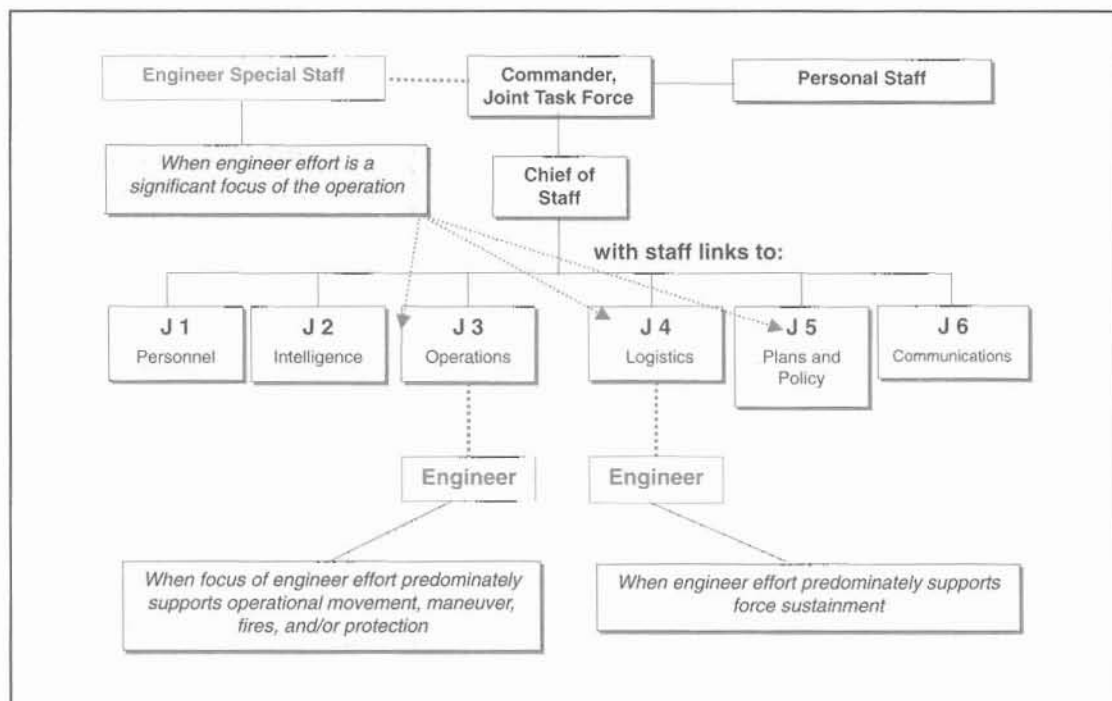 Engineer Special Staff
Commander,
Joint Task Force
Personal Staff
When engineer effort is a
significant focus of the operation
Chief of
Staff
with staff links to:
J 1
Personnel
J 2
Intelligence
J 3
Operations
J 4
Logistics
J 5
Plans and
Policy
J 6
Communications
Engineer
Engineer
When focus of engineer effort predominately
supports operational movement, maneuver,
fires, and/or protection
When engineer effort predominately supports
force sustainment